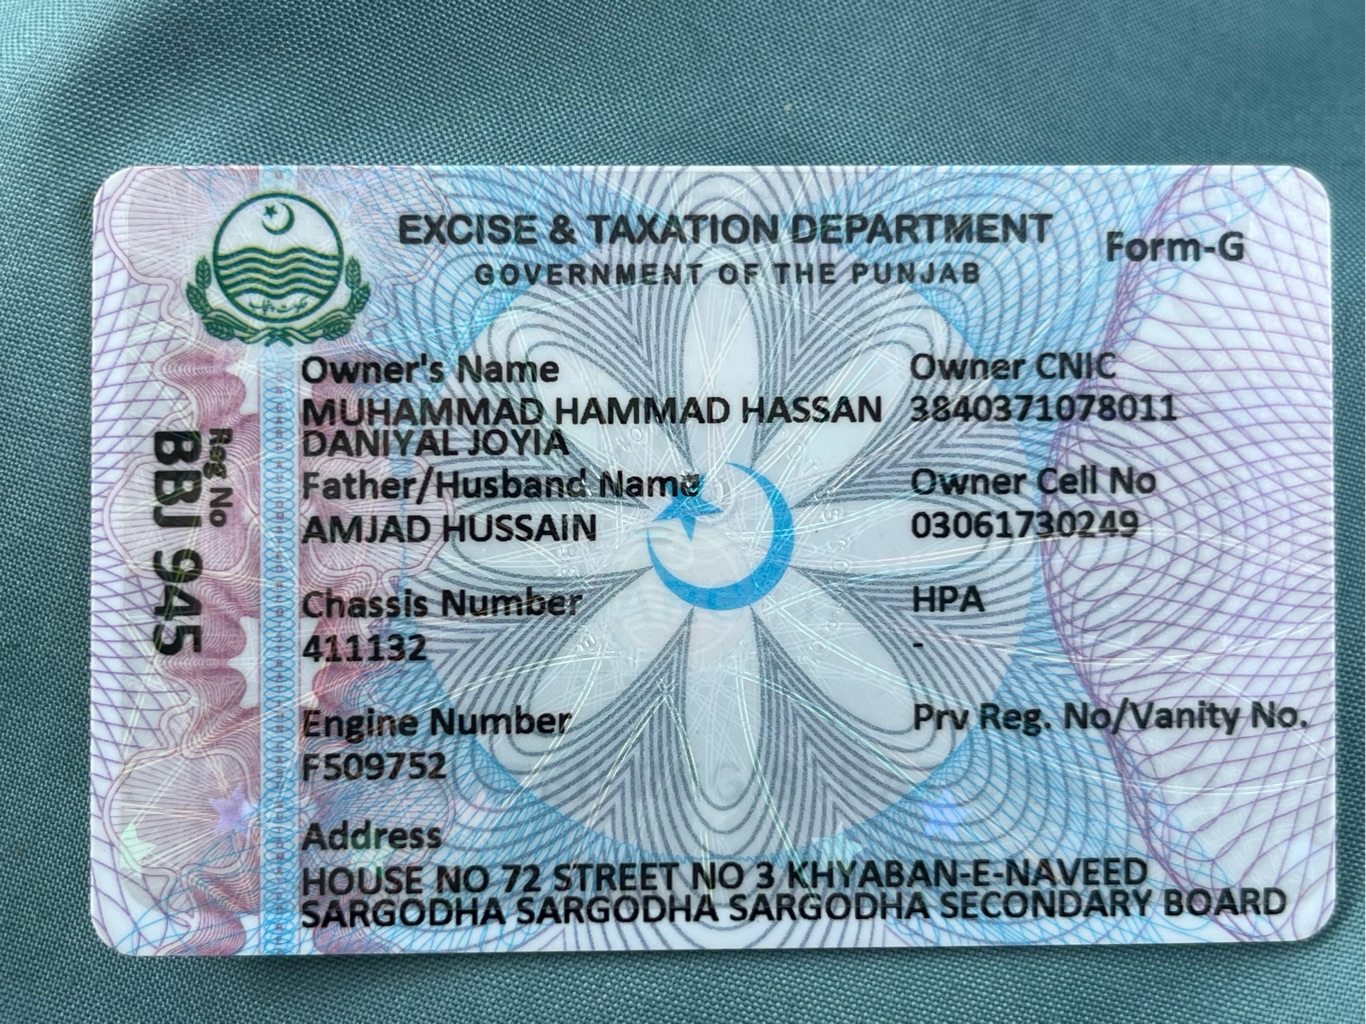 EXCISE & TAXATION DEPARTMENT
GOVERNMENT OF THE PUNJAB
Form-G
Reg No
BBJ 945
Owner's Name
MUHAMMAD HAMMAD HASSAN
DANIYAL JOYIA
Owner CNIC
3840371078011
Father/Husband Name
AMJAD HUSSAIN
Owner Cell No
03061730249
Chassis Number
411132
HPA
-
Engine Number
F509752
Prv Reg. No/Vanity No.
Address
HOUSE NO 72 STREET NO 3 KHYABAN-E-NAVEED
SARGODHA SARGODHA SARGODHA SECONDARY BOARD